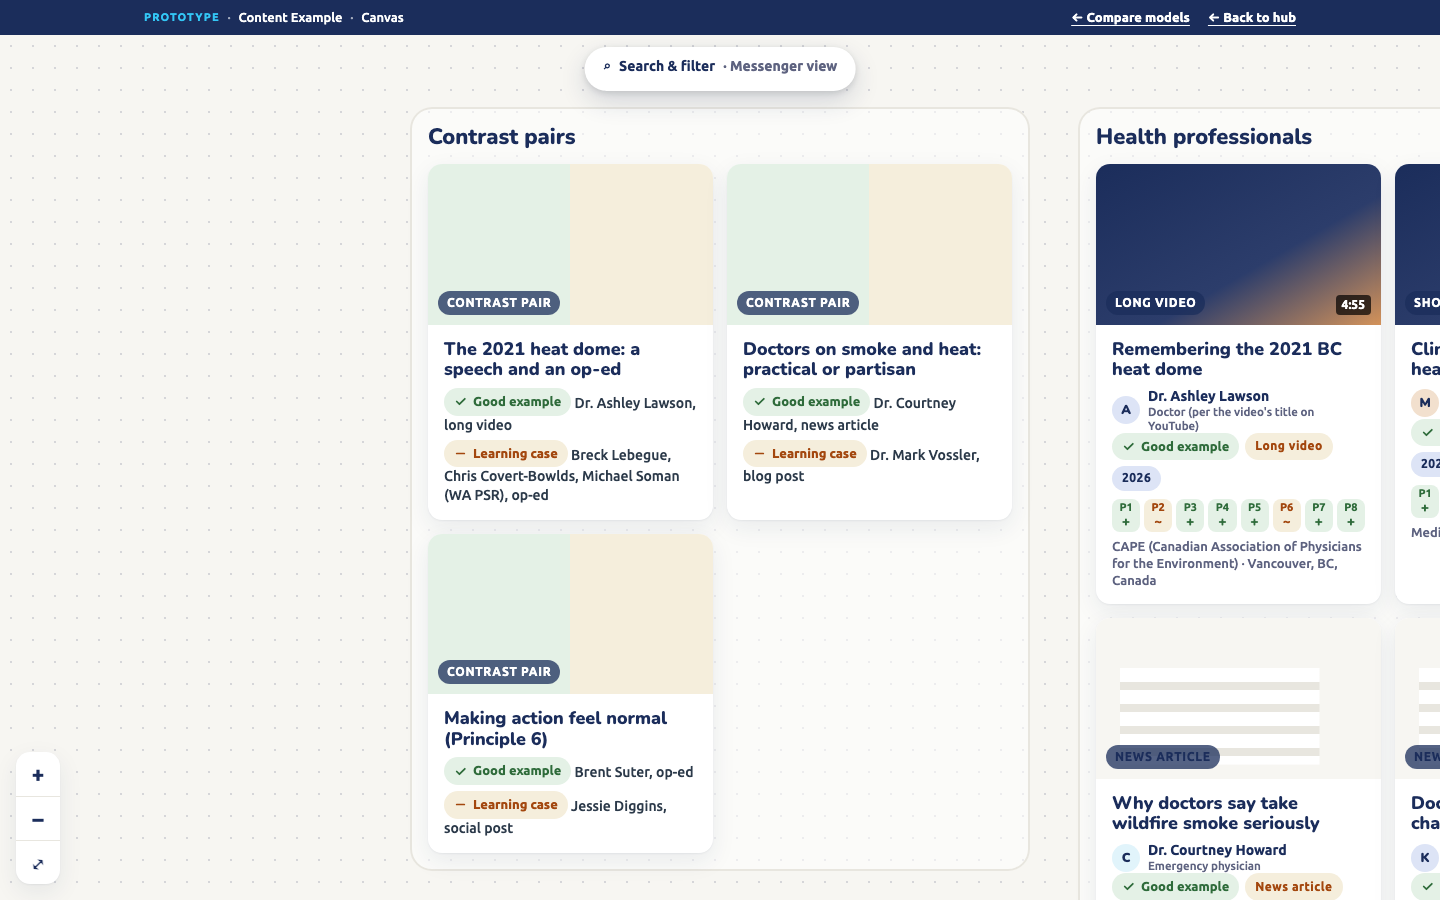 PROTOTYPE · Content Example · Canvas
← Compare models ← Back to hub
Search & filter · Messenger view
Contrast pairs
CONTRAST PAIR
The 2021 heat dome: a
speech and an op-ed
✓ Good example Dr. Ashley Lawson,
long video
− Learning case Breck Lebegue,
Chris Covert-Bowlds, Michael Soman
(WA PSR), op-ed
CONTRAST PAIR
Doctors on smoke and heat:
practical or partisan
✓ Good example Dr. Courtney
Howard, news article
− Learning case Dr. Mark Vossler,
blog post
CONTRAST PAIR
Making action feel normal
(Principle 6)
✓ Good example Brent Suter, op-ed
− Learning case Jessie Diggins,
social post
Health professionals
LONG VIDEO 4:55
Remembering the 2021 BC
heat dome
A Dr. Ashley Lawson
Doctor (per the video's title on
YouTube)
✓ Good example Long video
2026
P1 P2 P3 P4 P5 P6 P7 P8
+ ~ + + + ~ + +
CAPE (Canadian Association of Physicians
for the Environment) · Vancouver, BC,
Canada
NEWS ARTICLE
Why doctors say take
wildfire smoke seriously
C Dr. Courtney Howard
Emergency physician
✓ Good example News article
M
P1
+
K
+
−